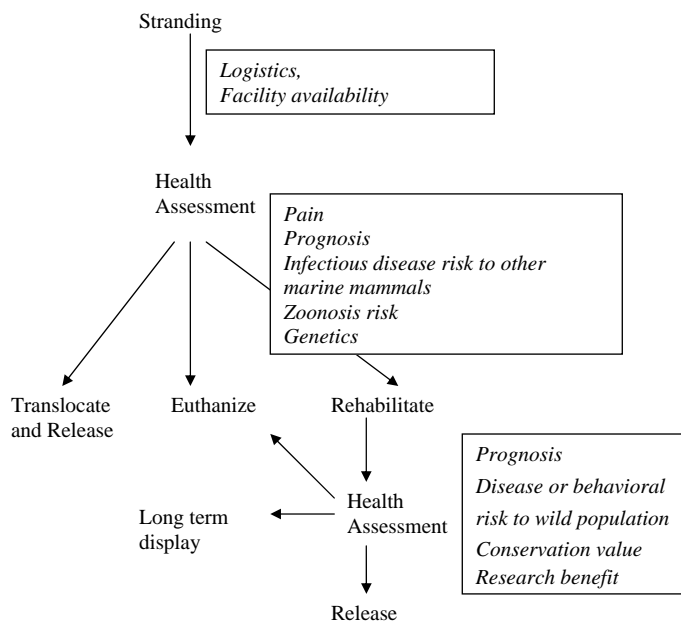 Stranding
Logistics,
Facility availability
Health
Assessment
Pain
Prognosis
Infectious disease risk to other
marine mammals
Zoonosis risk
Genetics
Translocate
and Release
Euthanize
Rehabilitate
Prognosis
Disease or behavioral
risk to wild population
Conservation value
Research benefit
Health
Assessment
Long term
display
Release